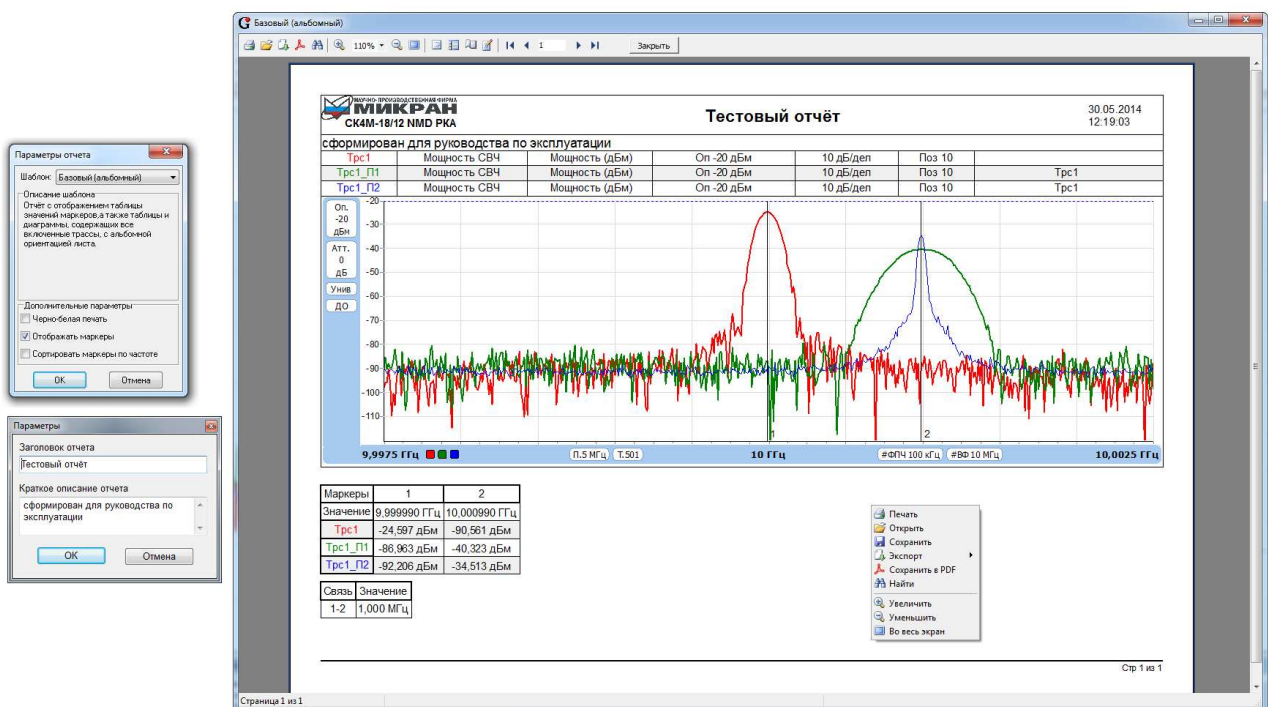 Параметры отчета
Шаблон: Базовый (альбомный)
Описание шаблона
Отчёт с отображением таблицы
значений маркеров,а также таблицы и
диаграммы, содержащих все
включенные трассы, с альбомной
ориентацией листа.
Дополнительные параметры
Черно-белая печать
Отображать маркеры
Сортировать маркеры по частоте
OK Отмена
Параметры
Заголовок отчета
Тестовый отчёт
Краткое описание отчета
сформирован для руководства по
эксплуатации
OK Отмена
Базовый (альбомный)
110% 1 Закрыть
НАУЧНО-ПРОИЗВОДСТВЕННАЯ ФИРМА
МИКРАН
СК4М-18/12 NMD РКА
Тестовый отчёт
30.05.2014
12:19:03
сформирован для руководства по эксплуатации
Трс1 Мощность СВЧ Мощность (дБм) Оп -20 дБм 10 дБ/дел Поз 10
Трс1_П1 Мощность СВЧ Мощность (дБм) Оп -20 дБм 10 дБ/дел Поз 10 Трс1
Трс1_П2 Мощность СВЧ Мощность (дБм) Оп -20 дБм 10 дБ/дел Поз 10 Трс1
Оп.
-20
дБм
Атт.
0
дБ
Унив
ДО
-20
-30
-40
-50
-60
-70
-80
-90
-100
-110
1
2
9,9975 ГГц П.5 МГц Т.501 10 ГГц #ФПЧ 100 кГц #ВФ 10 МГц 10,0025 ГГц
Маркеры 1 2
Значение 9,999990 ГГц 10,000990 ГГц
Трс1 -24,597 дБм -90,561 дБм
Трс1_П1 -86,963 дБм -40,323 дБм
Трс1_П2 -92,206 дБм -34,513 дБм
Связь Значение
1-2 1,000 МГц
Печать
Открыть
Сохранить
Экспорт
Сохранить в PDF
Найти
Увеличить
Уменьшить
Во весь экран
Стр 1 из 1
Страница 1 из 1